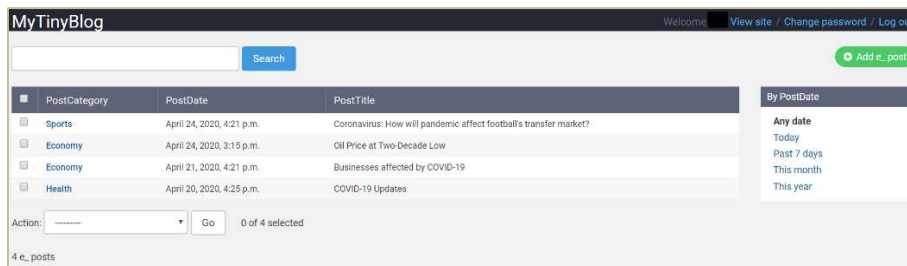 MyTinyBlog Welcome, View site / Change password / Log ou
Search Add e_ post
PostCategory PostDate PostTitle By PostDate
Sports April 24, 2020, 4:21 p.m. Coronavirus: How will pandemic affect football's transfer market? Any date
Today
Economy April 24, 2020, 3:15 p.m. Oil Price at Two-Decade Low
Past 7 days
Economy April 21, 2020, 4:21 p.m. Businesses affected by COVID-19
This month
Health April 20, 2020, 4:25 p.m. COVID-19 Updates This year
Action: --------- Go 0 of 4 selected
4 e_ posts